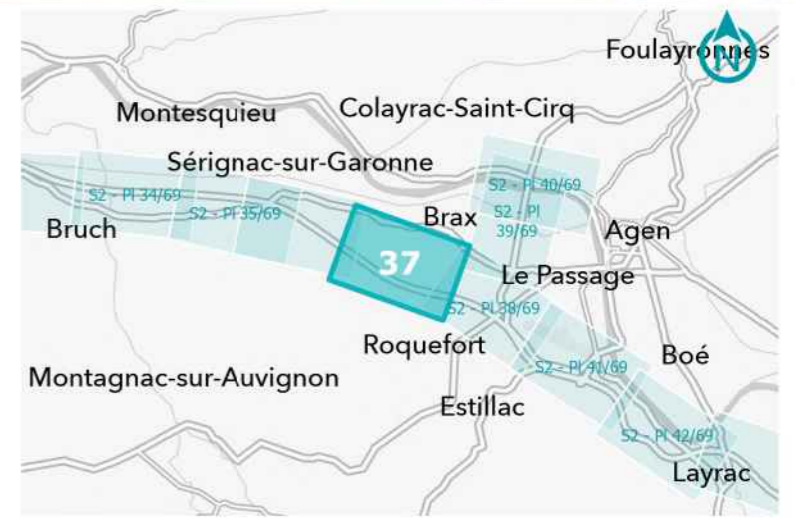 Foulayronnes
N
Montesquieu
Colayrac-Saint-Cirq
Sérignac-sur-Garonne
S2 - Pl 34/69
S2 - Pl 35/69
S2 - Pl 40/69
Bruch
Brax
S2 - Pl
39/69
Agen
37
Le Passage
S2 - Pl 38/69
Roquefort
Boé
S2 - Pl 41/69
Montagnac-sur-Auvignon
Estillac
S2 - Pl 42/69
Layrac